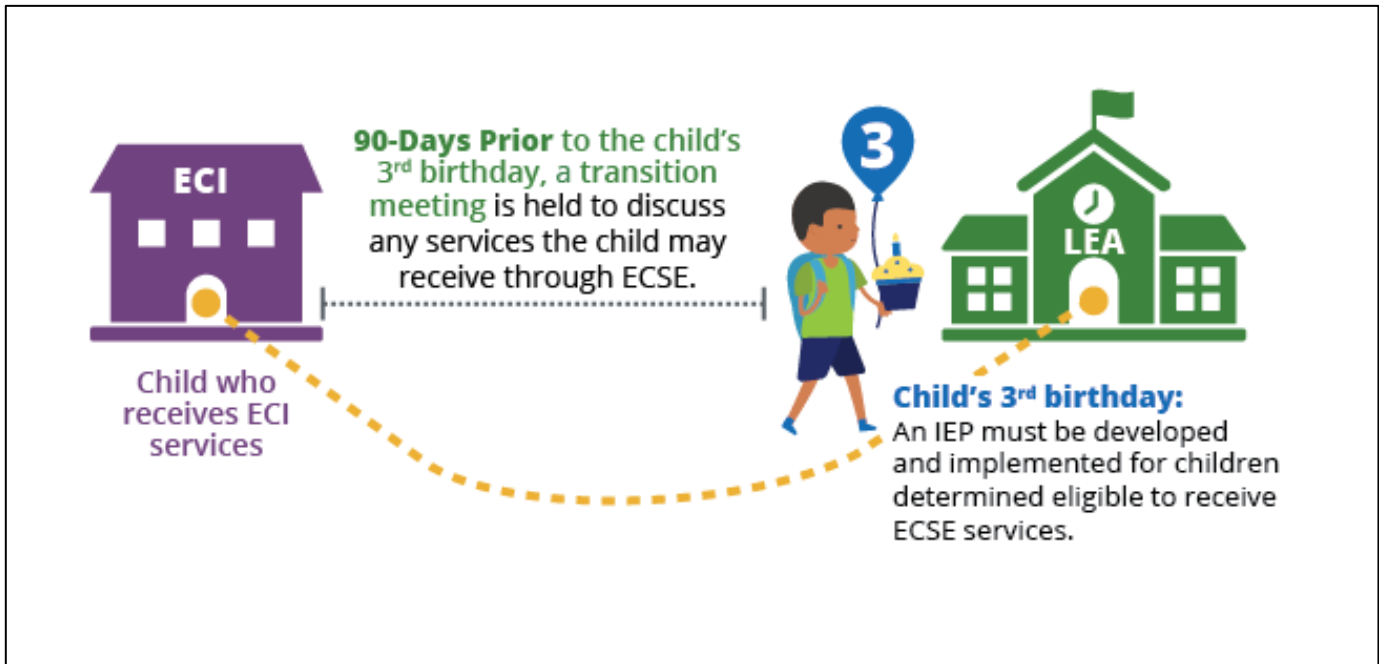 ECI
Child who
receives ECI
services
90-Days Prior to the child’s
3rd birthday, a transition
meeting is held to discuss
any services the child may
receive through ECSE.
3
LEA
Child’s 3rd birthday:
An IEP must be developed
and implemented for children
determined eligible to receive
ECSE services.